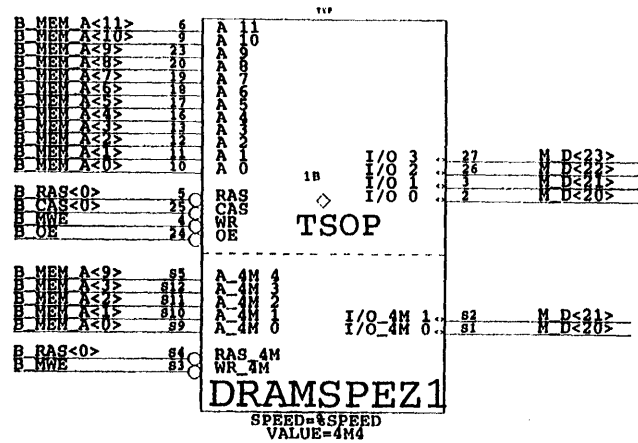 B_MEM_A<11> 6 A 11
B_MEM_A<10> 9 A 10
B_MEM_A<9> 23 A 9
B_MEM_A<8> 20 A 8
B_MEM_A<7> 19 A 7
B_MEM_A<6> 18 A 6
B_MEM_A<5> 17 A 5
B_MEM_A<4> 16 A 4
B_MEM_A<3> 13 A 3
B_MEM_A<2> 12 A 2
B_MEM_A<1> 11 A 1 I/O 3 27 M_D<23>
B_MEM_A<0> 10 A 0 I/O 2 26 M_D<22>
1B I/O 1 3 M_D<21>
B_RAS<0> 5 RAS I/O 0 2 M_D<20>
B_CAS<0> 25 CAS
B_MWE 4 WR TSOP
B_OE 24 OE
B_MEM_A<9> S5 A_4M 4
B_MEM_A<3> S12 A_4M 3
B_MEM_A<2> S11 A_4M 2
B_MEM_A<1> S10 A_4M 1 I/O_4M 1 S2 M_D<21>
B_MEM_A<0> S9 A_4M 0 I/O_4M 0 S1 M_D<20>
B_RAS<0> S4 RAS_4M
B_MWE S3 WR_4M
DRAMSPEZ1
SPEED=%SPEED
VALUE=4M4